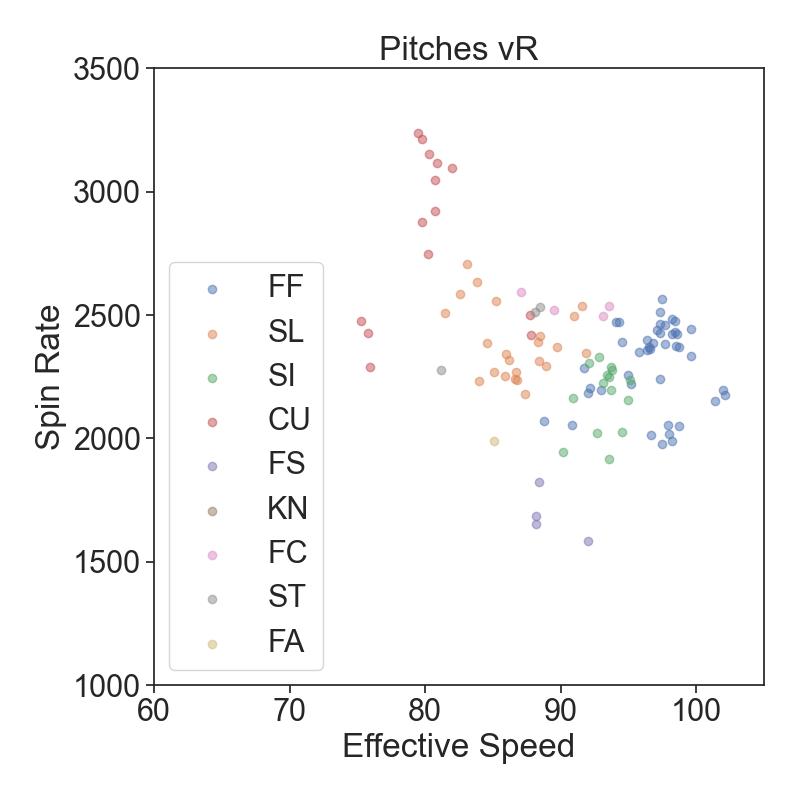 Pitches vR
3500
3000
2500
2000
1500
1000
Spin Rate
FF
SL
SI
CU
FS
KN
FC
ST
FA
60 70 80 90 100
Effective Speed